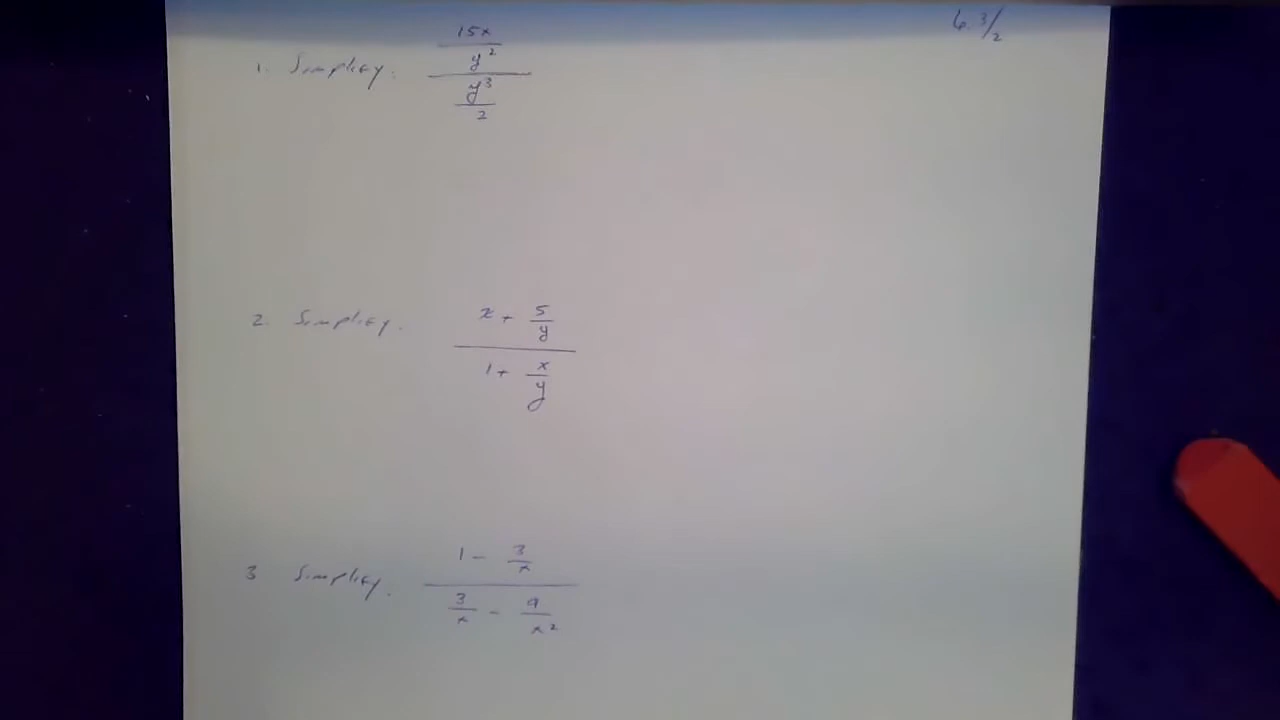 6.3/2
1. Simplify. (15x/y²)/(y³/2)
2. Simplify. (x + 5/y)/(1 + x/y)
3 Simplify. (1 - 3/x)/(3/x - 9/x²)